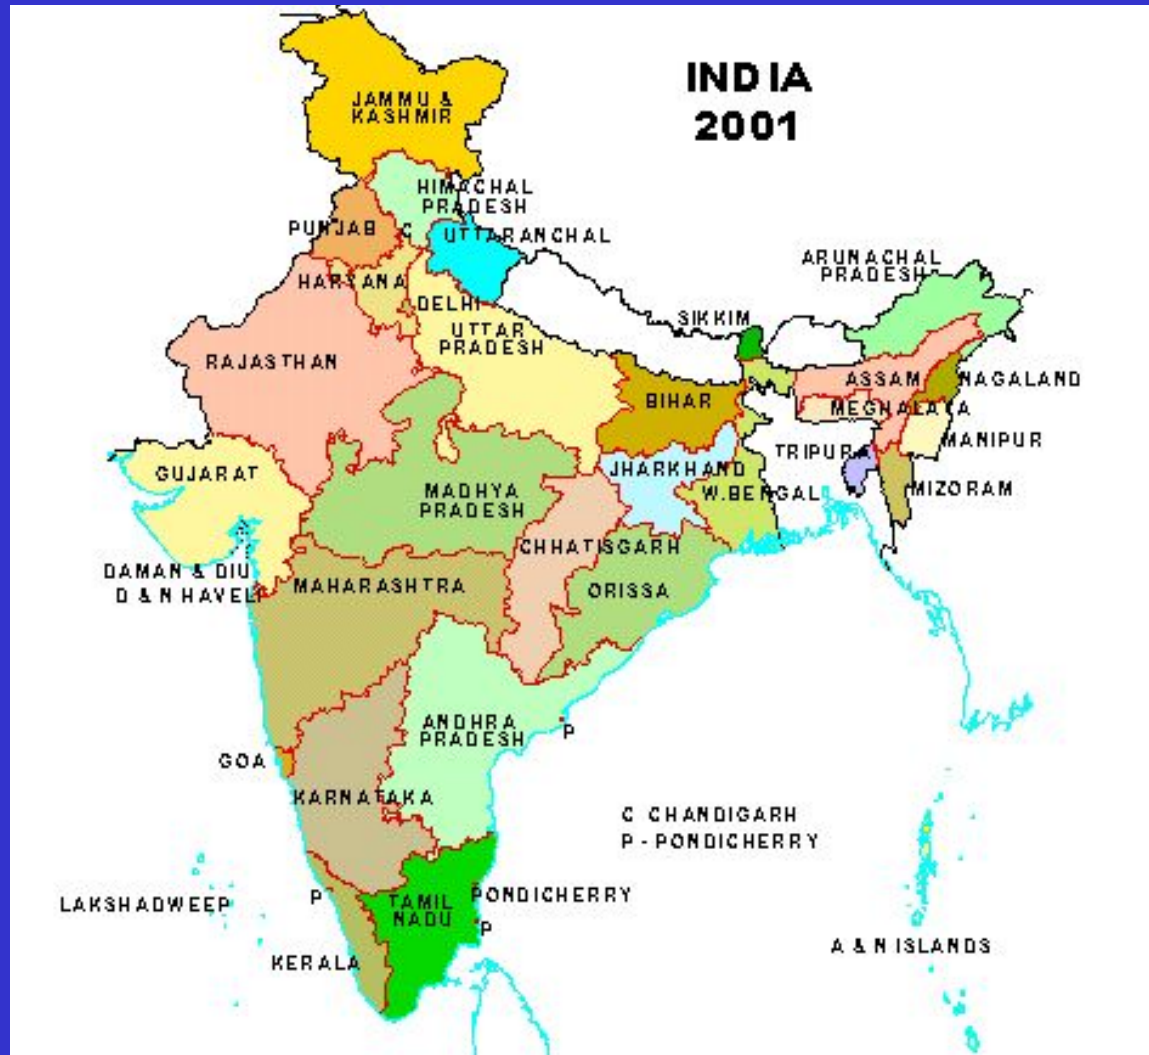 INDIA
2001
JAMMU &
KASHMIR
HIMACHAL
PRADESH
PUNJAB
C
UTTARANCHAL
ARUNACHAL
PRADESH
HARYANA
DELHI
SIKKIM
UTTAR
PRADESH
RAJASTHAN
ASSAM
NAGALAND
BIHAR
MEGHALAYA
MANIPUR
TRIPURA
GUJARAT
JHARKHAND
MADHYA
PRADESH
W.BENGAL
MIZORAM
CHHATISGARH
DAMAN & DIU
D & N HAVELI
MAHARASHTRA
ORISSA
ANDHRA
PRADESH
P
GOA
KARNATAKA
C CHANDIGARH
P - PONDICHERRY
P
PONDICHERRY
LAKSHADWEEP
TAMIL
NADU
P
A & N ISLANDS
KERALA